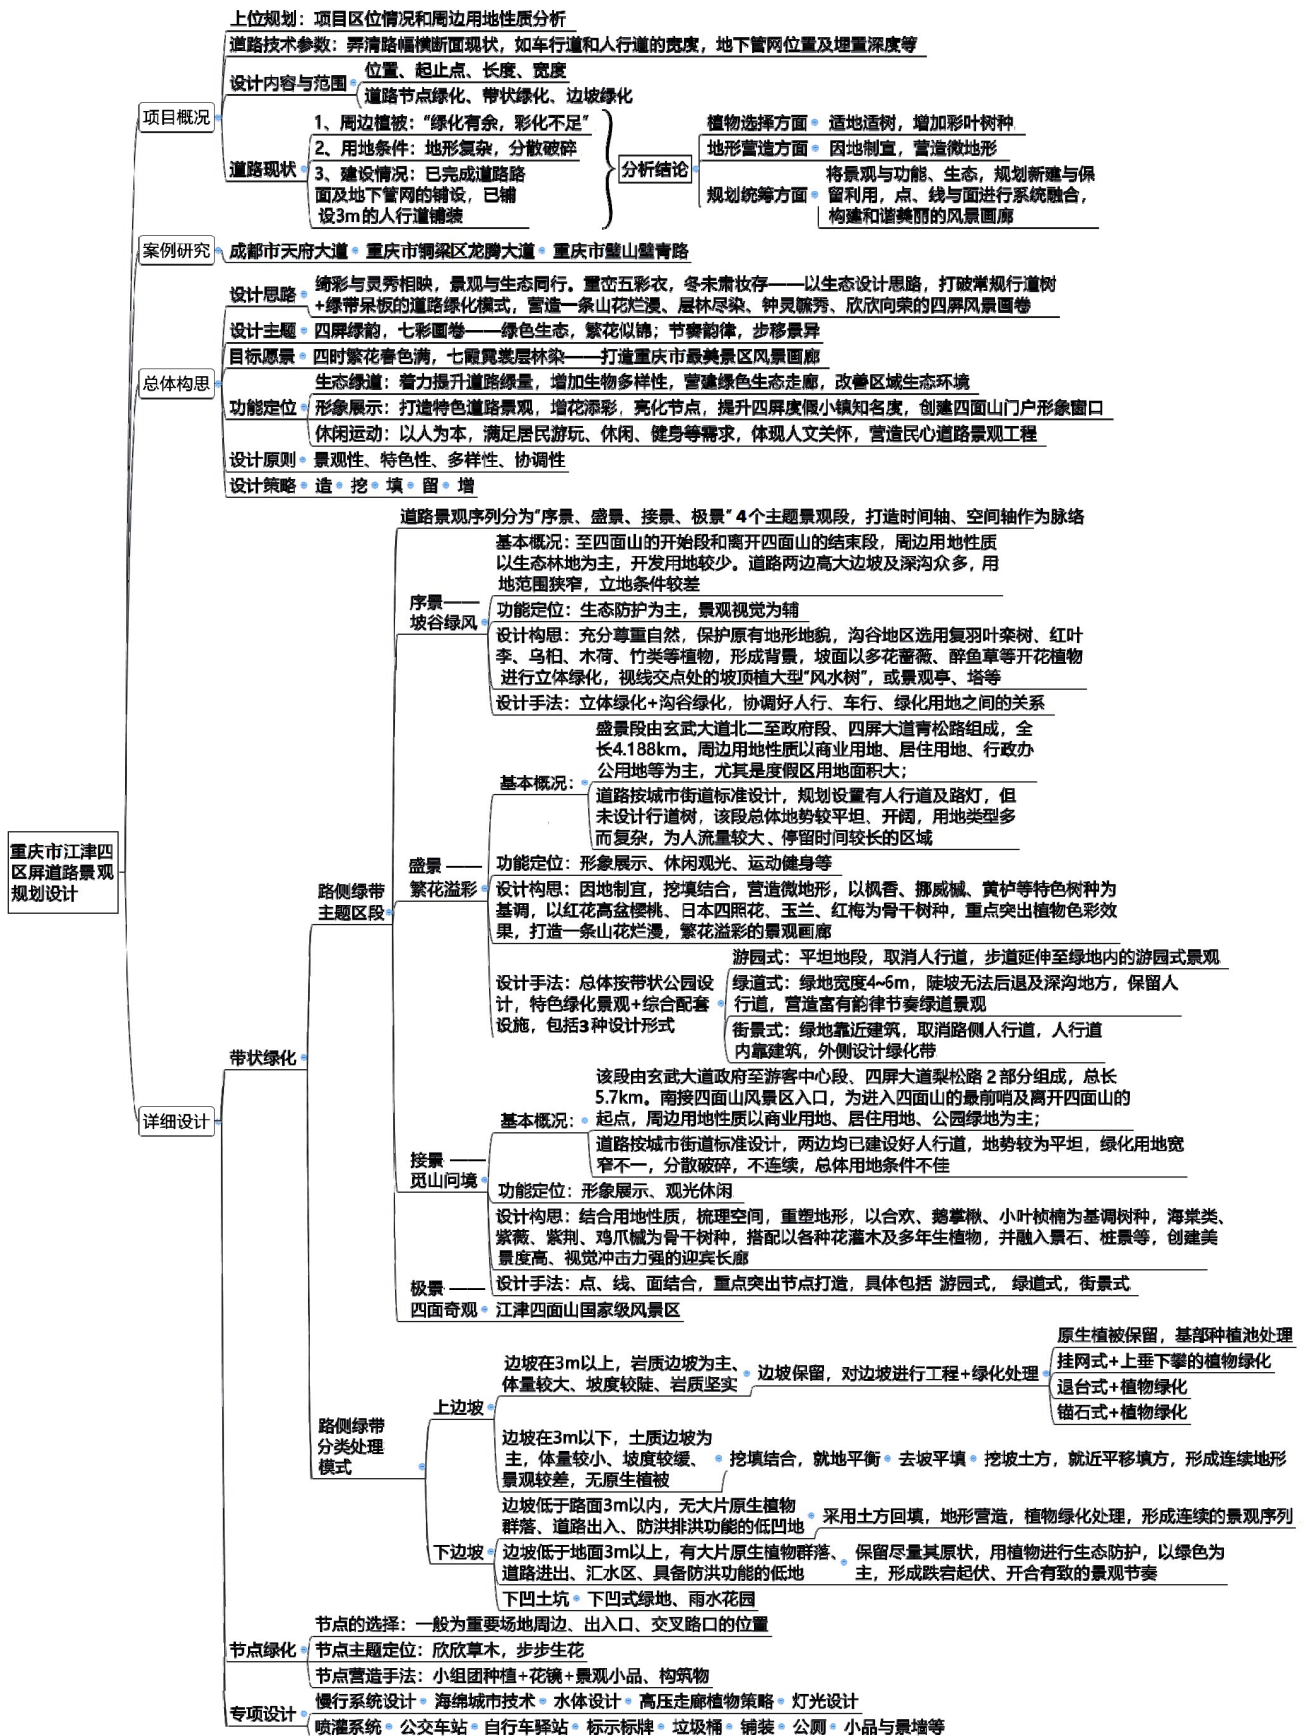 上位规划：项目区位情况和周边用地性质分析
道路技术参数：弄清路幅横断面现状，如车行道和人行道的宽度，地下管网位置及埋置深度等
设计内容与范围
位置、起止点、长度、宽度
道路节点绿化、带状绿化、边坡绿化
项目概况
道路现状
1、周边植被：“绿化有余，彩化不足”
2、用地条件：地形复杂，分散破碎
3、建设情况：已完成道路路
面及地下管网的铺设，已铺
设3m的人行道铺装
分析结论
植物选择方面
适地适树，增加彩叶树种
地形营造方面
因地制宜，营造微地形
规划统筹方面
将景观与功能、生态，规划新建与保
留利用，点、线与面进行系统融合，
构建和谐美丽的风景画廊
案例研究
成都市天府大道
重庆市铜梁区龙腾大道
重庆市璧山璧青路
总体构思
设计思路
绮彩与灵秀相映，景观与生态同行。重峦五彩衣，冬未肃妆存——以生态设计思路，打破常规行道树
+绿带呆板的道路绿化模式，营造一条山花烂漫、层林尽染、钟灵毓秀、欣欣向荣的四屏风景画卷
设计主题
四屏绿韵，七彩画卷——绿色生态，繁花似锦；节奏韵律，步移景异
目标愿景
四时繁花春色满，七霞霓裳层林染——打造重庆市最美景区风景画廊
功能定位
生态绿道：着力提升道路绿量，增加生物多样性，营建绿色生态走廊，改善区域生态环境
形象展示：打造特色道路景观，增花添彩，亮化节点，提升四屏度假小镇知名度，创建四面山门户形象窗口
休闲运动：以人为本，满足居民游玩、休闲、健身等需求，体现人文关怀，营造民心道路景观工程
设计原则
景观性、特色性、多样性、协调性
设计策略
造
挖
填
留
增
重庆市江津四
区屏道路景观
规划设计
详细设计
带状绿化
路侧绿带
主题区段
道路景观序列分为“序景、盛景、接景、极景” 4个主题景观段，打造时间轴、空间轴作为脉络
序景——
坡谷绿风
基本概况：至四面山的开始段和离开四面山的结束段，周边用地性质
以生态林地为主，开发用地较少。道路两边高大边坡及深沟众多，用
地范围狭窄，立地条件较差
功能定位：生态防护为主，景观视觉为辅
设计构思：充分尊重自然，保护原有地形地貌，沟谷地区选用复羽叶栾树、红叶
李、乌桕、木荷、竹类等植物，形成背景，坡面以多花蔷薇、醉鱼草等开花植物
进行立体绿化，视线交点处的坡顶植大型“风水树”，或景观亭、塔等
设计手法：立体绿化+沟谷绿化，协调好人行、车行、绿化用地之间的关系
盛景 ——
繁花溢彩
基本概况：
盛景段由玄武大道北二至政府段、四屏大道青松路组成，全
长4.188km。周边用地性质以商业用地、居住用地、行政办
公用地等为主，尤其是度假区用地面积大；
道路按城市街道标准设计，规划设置有人行道及路灯，但
未设计行道树，该段总体地势较平坦、开阔，用地类型多
而复杂，为人流量较大、停留时间较长的区域
功能定位：形象展示、休闲观光、运动健身等
设计构思：因地制宜，挖填结合，营造微地形，以枫香、挪威槭、黄栌等特色树种为
基调，以红花高盆樱桃、日本四照花、玉兰、红梅为骨干树种，重点突出植物色彩效
果，打造一条山花烂漫，繁花溢彩的景观画廊
设计手法：总体按带状公园设
计，特色绿化景观+综合配套
设施，包括3种设计形式
游园式：平坦地段，取消人行道，步道延伸至绿地内的游园式景观
绿道式：绿地宽度4~6m，陡坡无法后退及深沟地方，保留人
行道，营造富有韵律节奏绿道景观
街景式：绿地靠近建筑，取消路侧人行道，人行道
内靠建筑，外侧设计绿化带
接景 ——
觅山问境
基本概况：
该段由玄武大道政府至游客中心段、四屏大道梨松路 2 部分组成，总长
5.7km。南接四面山风景区入口，为进入四面山的最前哨及离开四面山的
起点，周边用地性质以商业用地、居住用地、公园绿地为主；
道路按城市街道标准设计，两边均已建设好人行道，地势较为平坦，绿化用地宽
窄不一，分散破碎，不连续，总体用地条件不佳
功能定位：形象展示、观光休闲
设计构思：结合用地性质，梳理空间，重塑地形，以合欢、鹅掌楸、小叶桢楠为基调树种，海棠类、
紫薇、紫荆、鸡爪槭为骨干树种，搭配以各种花灌木及多年生植物，并融入景石、桩景等，创建美
景度高、视觉冲击力强的迎宾长廊
设计手法：点、线、面结合，重点突出节点打造，具体包括 游园式， 绿道式，街景式
极景 ——
四面奇观
江津四面山国家级风景区
路侧绿带
分类处理
模式
上边坡
边坡在3m以上，岩质边坡为主、
体量较大、坡度较陡、岩质坚实
边坡保留，对边坡进行工程+绿化处理
原生植被保留，基部种植池处理
挂网式+上垂下攀的植物绿化
退台式+植物绿化
锚石式+植物绿化
边坡在3m以下，土质边坡为
主，体量较小、坡度较缓、
景观较差，无原生植被
挖填结合，就地平衡
去坡平填
挖坡土方，就近平移填方，形成连续地形
下边坡
边坡低于路面3m以内，无大片原生植物
群落、道路出入、防洪排洪功能的低凹地
采用土方回填，地形营造，植物绿化处理，形成连续的景观序列
边坡低于地面3m以上，有大片原生植物群落、
道路进出、汇水区、具备防洪功能的低地
保留尽量其原状，用植物进行生态防护，以绿色为
主，形成跌宕起伏、开合有致的景观节奏
下凹土坑
下凹式绿地、雨水花园
节点绿化
节点的选择：一般为重要场地周边、出入口、交叉路口的位置
节点主题定位：欣欣草木，步步生花
节点营造手法：小组团种植+花镜+景观小品、构筑物
专项设计
慢行系统设计
海绵城市技术
水体设计
高压走廊植物策略
灯光设计
喷灌系统
公交车站
自行车驿站
标示标牌
垃圾桶
铺装
公厕
小品与景墙等